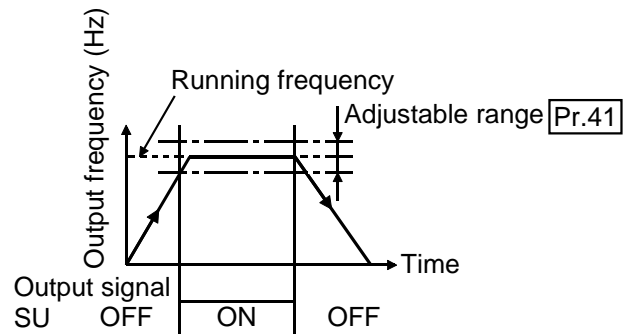 Output frequency (Hz)
Running frequency
Adjustable range Pr.41
Time
Output signal
SU OFF ON OFF